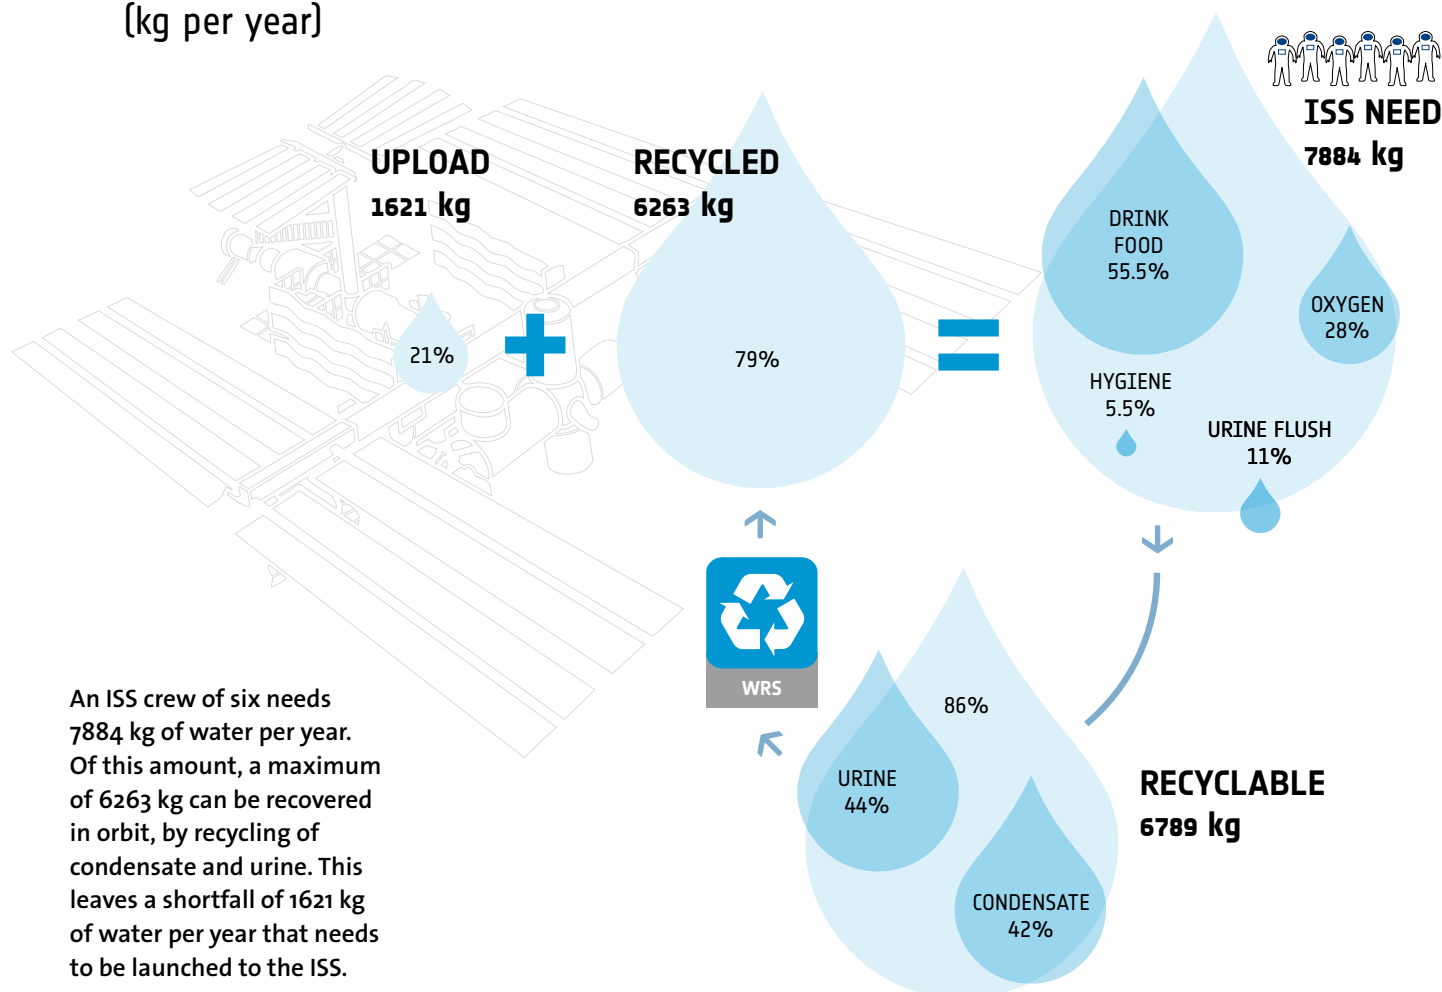 (kg per year)
UPLOAD
1621 kg
RECYCLED
6263 kg
ISS NEED
7884 kg
DRINK
FOOD
55.5%
OXYGEN
28%
21%
79%
HYGIENE
5.5%
URINE FLUSH
11%
WRS
86%
URINE
44%
CONDENSATE
42%
RECYCLABLE
6789 kg
An ISS crew of six needs
7884 kg of water per year.
Of this amount, a maximum
of 6263 kg can be recovered
in orbit, by recycling of
condensate and urine. This
leaves a shortfall of 1621 kg
of water per year that needs
to be launched to the ISS.